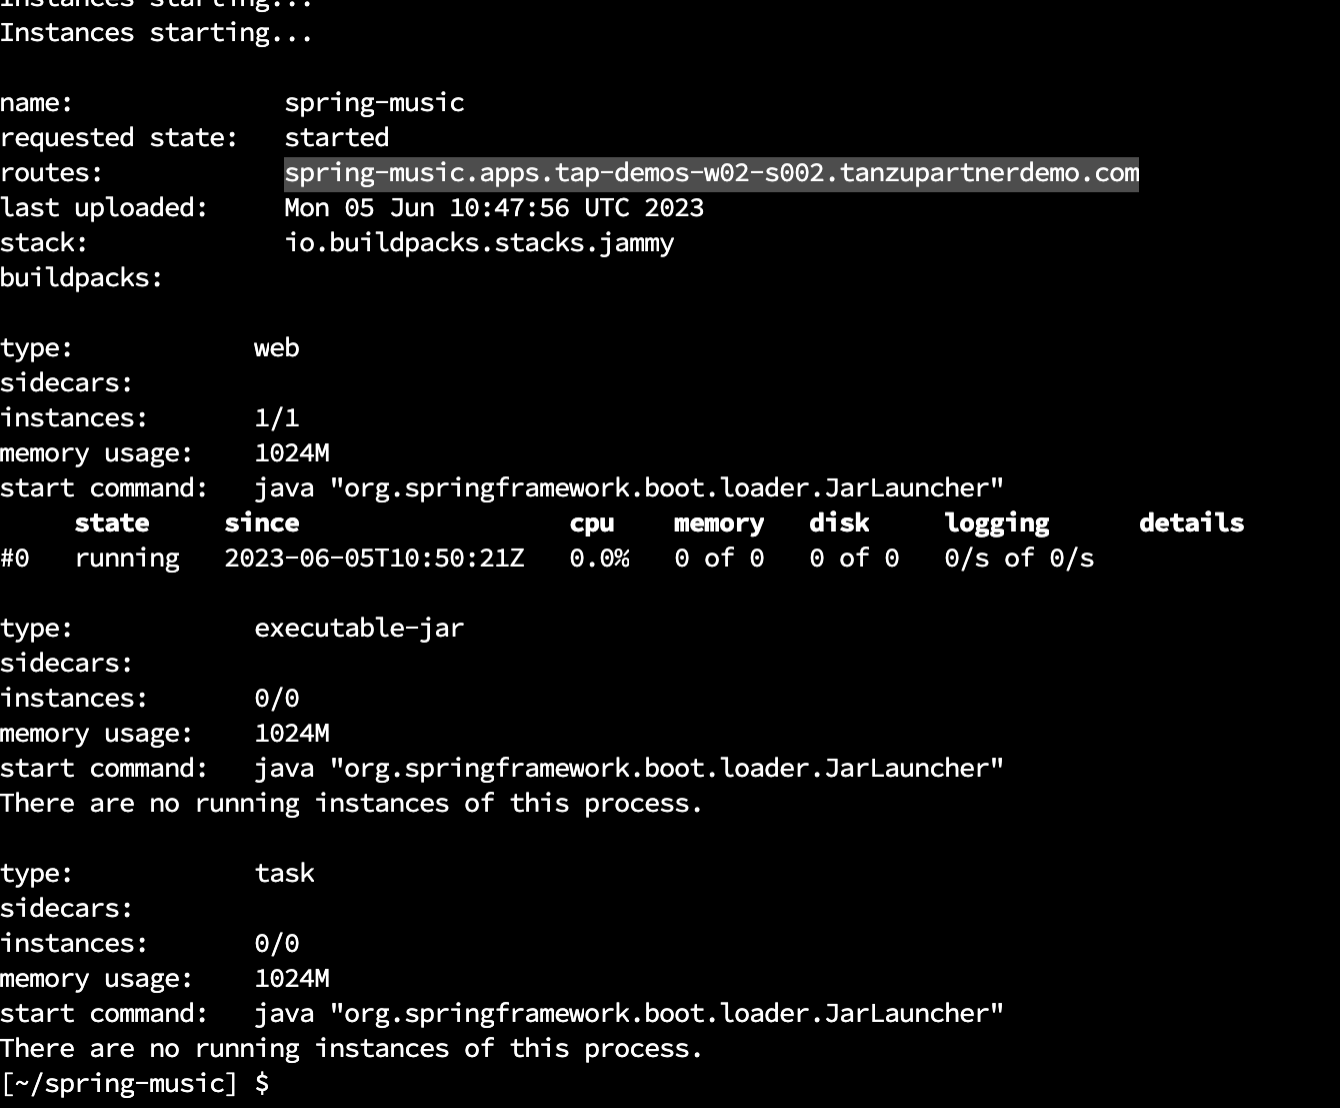 Instances starting...
Instances starting...
name: spring-music
requested state: started
routes: spring-music.apps.tap-demos-w02-s002.tanzupartnerdemo.com
last uploaded: Mon 05 Jun 10:47:56 UTC 2023
stack: io.buildpacks.stacks.jammy
buildpacks:
type: web
sidecars:
instances: 1/1
memory usage: 1024M
start command: java "org.springframework.boot.loader.JarLauncher"
state since cpu memory disk logging details
#0 running 2023-06-05T10:50:21Z 0.0% 0 of 0 0 of 0 0/s of 0/s
type: executable-jar
sidecars:
instances: 0/0
memory usage: 1024M
start command: java "org.springframework.boot.loader.JarLauncher"
There are no running instances of this process.
type: task
sidecars:
instances: 0/0
memory usage: 1024M
start command: java "org.springframework.boot.loader.JarLauncher"
There are no running instances of this process.
[~/spring-music] $